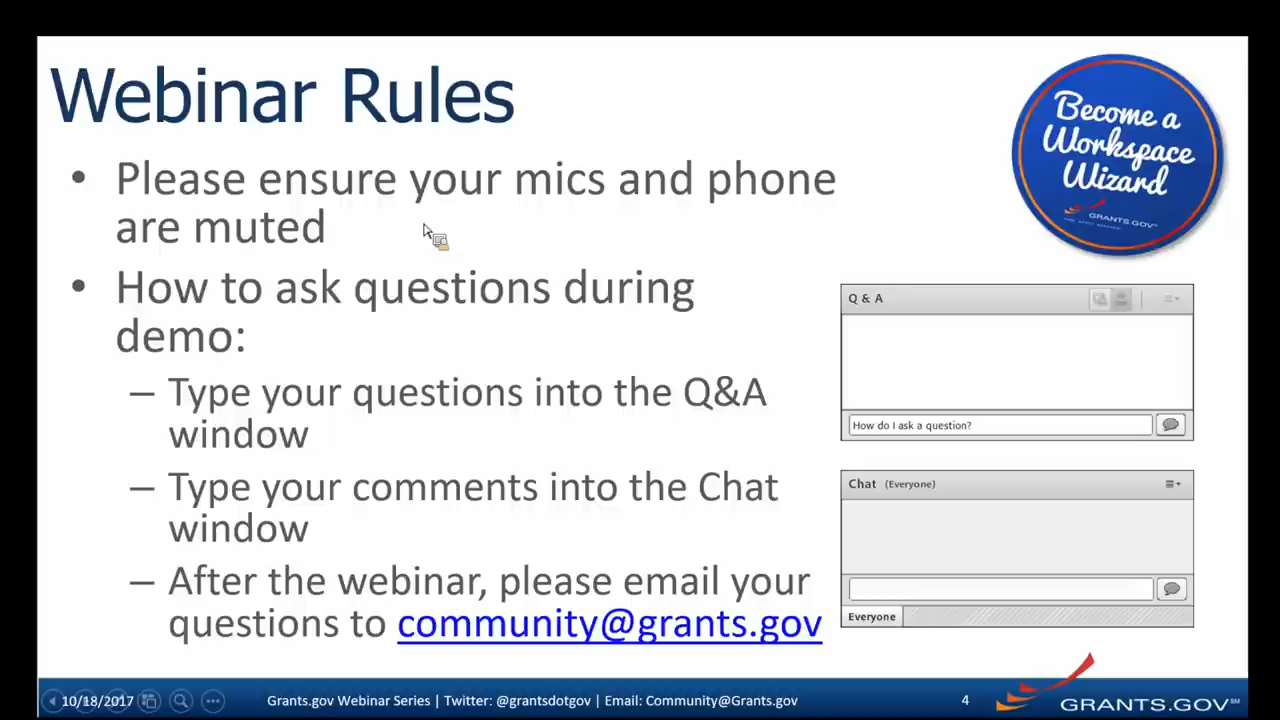 Webinar Rules
• Please ensure your mics and phone
are muted
• How to ask questions during
demo:
– Type your questions into the Q&A
window
– Type your comments into the Chat
window
– After the webinar, please email your
questions to community@grants.gov
Become a
Workspace
Wizard
GRANTS.GOV
Q & A
How do I ask a question?
Chat (Everyone)
Everyone
10/18/2017
Grants.gov Webinar Series | Twitter: @grantsdotgov | Email: Community@Grants.gov
4
GRANTS.GOV℠